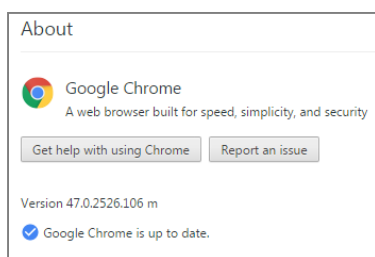 About
Google Chrome
A web browser built for speed, simplicity, and security
Get help with using Chrome
Report an issue
Version 47.0.2526.106 m
Google Chrome is up to date.